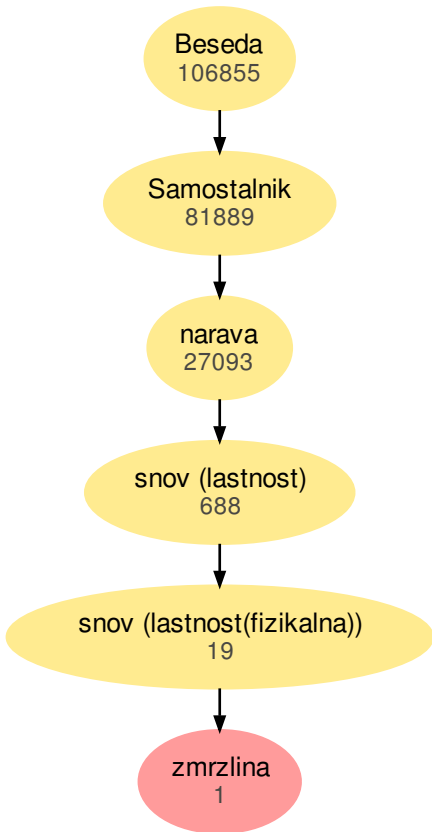 Beseda
106855
Samostalnik
81889
narava
27093
snov (lastnost)
688
snov (lastnost(fizikalna))
19
zmrzlina
1